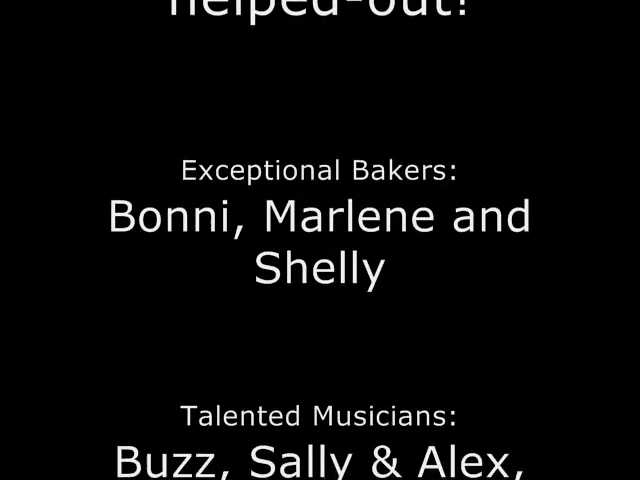 helped-out!
Exceptional Bakers:
Bonni, Marlene and
Shelly
Talented Musicians:
Buzz, Sally & Alex,